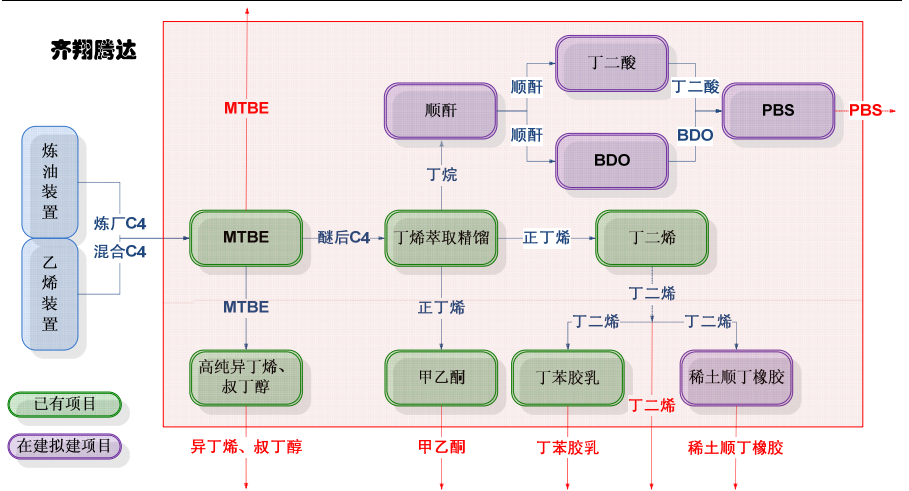 齐翔腾达
丁二酸
顺酐
丁二酸
MTBE
顺酐
PBS
PBS
顺酐
BDO
BDO
炼油装置
丁烷
炼厂C4
MTBE
醚后C4
丁烯萃取精馏
正丁烯
丁二烯
混合C4
乙烯装置
丁二烯
MTBE
正丁烯
丁二烯
丁二烯
高纯异丁烯、
叔丁醇
甲乙酮
丁苯胶乳
稀土顺丁橡胶
已有项目
丁二烯
在建拟建项目
异丁烯、叔丁醇
甲乙酮
丁苯胶乳
稀土顺丁橡胶